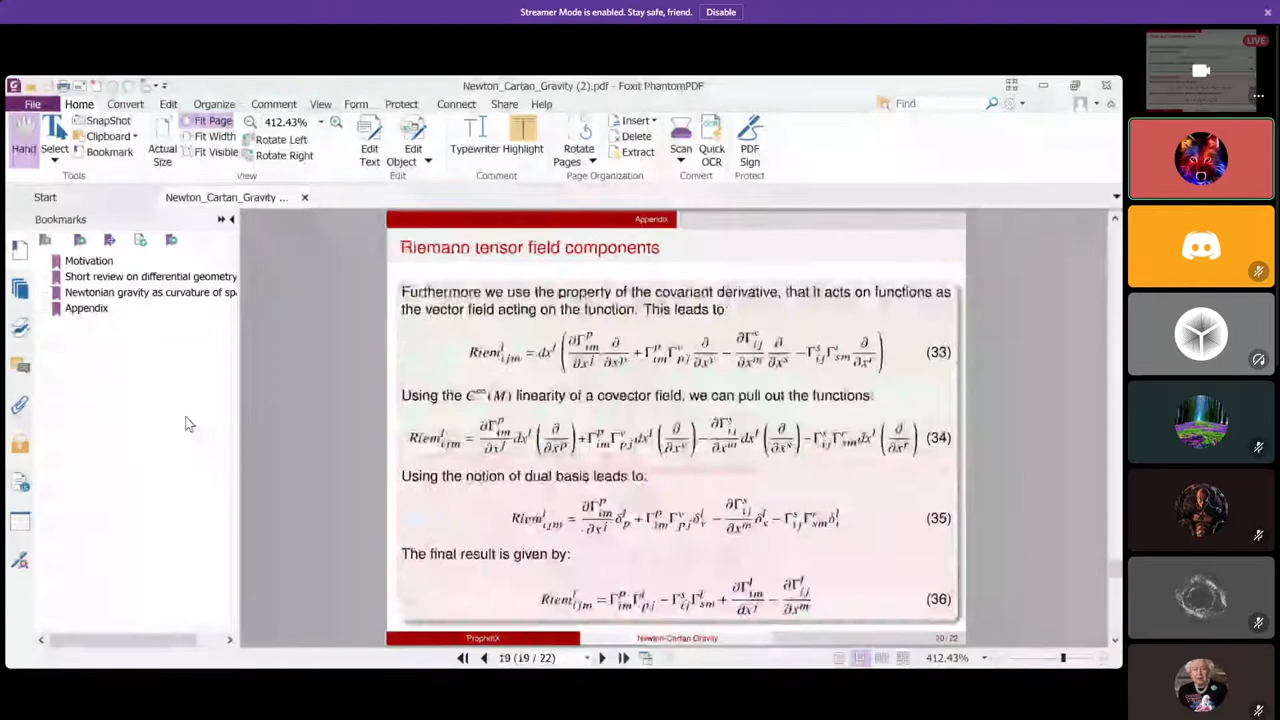 Streamer Mode is enabled. Stay safe, friend. Disable
LIVE
Newton_Cartan_Gravity (2).pdf - Foxit PhantomPDF
File Home Convert Edit Organize Comment View Form Protect Connect Share Help Find
Hand Select SnapShot Clipboard Bookmark
Actual Size Fit Page Fit Width Fit Visible 412.43% Rotate Left Rotate Right
Edit Text Edit Object Typewriter Highlight Rotate Pages Insert Delete Extract
Scan Quick OCR PDF Sign
Tools View Edit Comment Page Organization Convert Protect
Start Newton_Cartan_Gravity ...
Bookmarks
Motivation
Short review on differential geometry
Newtonian gravity as curvature of sp
Appendix
Appendix
Riemann tensor field components
Furthermore we use the property of the covariant derivative, that it acts on functions as
the vector field acting on the function. This leads to
(33)
Using the C^∞(M) linearity of a covector field, we can pull out the functions:
(34)
Using the notion of dual basis leads to:
(35)
The final result is given by:
(36)
ProphetX Newton-Cartan Gravity 20 / 22
19 (19 / 22) 412.43%